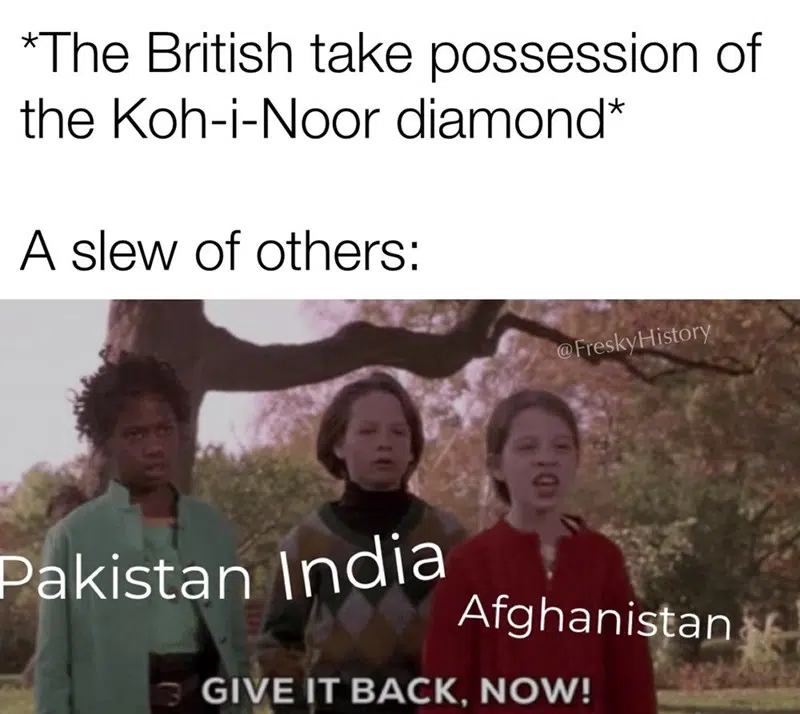 *The British take possession of
the Koh-i-Noor diamond*
A slew of others:
@FreskyHistory
Pakistan India
Afghanistan
GIVE IT BACK, NOW!